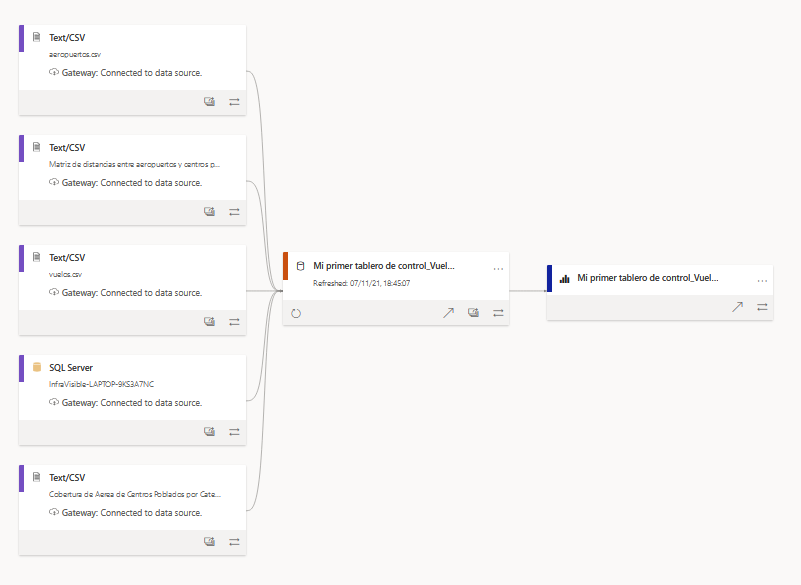 Text/CSV
aeropuertos.csv
Gateway: Connected to data source.
Text/CSV
Matriz de distancias entre aeropuertos y centros p...
Gateway: Connected to data source.
Text/CSV
vuelos.csv
Gateway: Connected to data source.
SQL Server
InfraVisible-LAPTOP-9KS3A7NC
Gateway: Connected to data source.
Text/CSV
Cobertura de Aerea de Centros Poblados por Cate...
Gateway: Connected to data source.
Mi primer tablero de control_Vuel...
Refreshed: 07/11/21, 18:45:07
Mi primer tablero de control_Vuel...